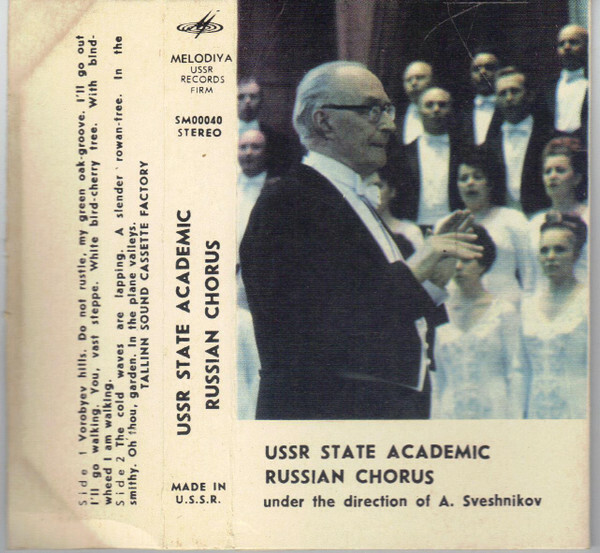 Side 1 Vorobyev hills. Do not rustle, my green oak-groove. I'll go out
I'll go walking. You, vast steppe. White bird-cherry tree. With bind-
wheed I am walking.
Side 2 The cold waves are lapping. A slender rowan-tree. In the
smithy. Oh thou, garden. In the plane valleys.
TALLINN SOUND CASSETTE FACTORY
MELODIYA
USSR
RECORDS
FIRM
SM00040
STEREO
USSR STATE ACADEMIC
RUSSIAN CHORUS
MADE IN
U.S.S.R.
USSR STATE ACADEMIC
RUSSIAN CHORUS
under the direction of A. Sveshnikov